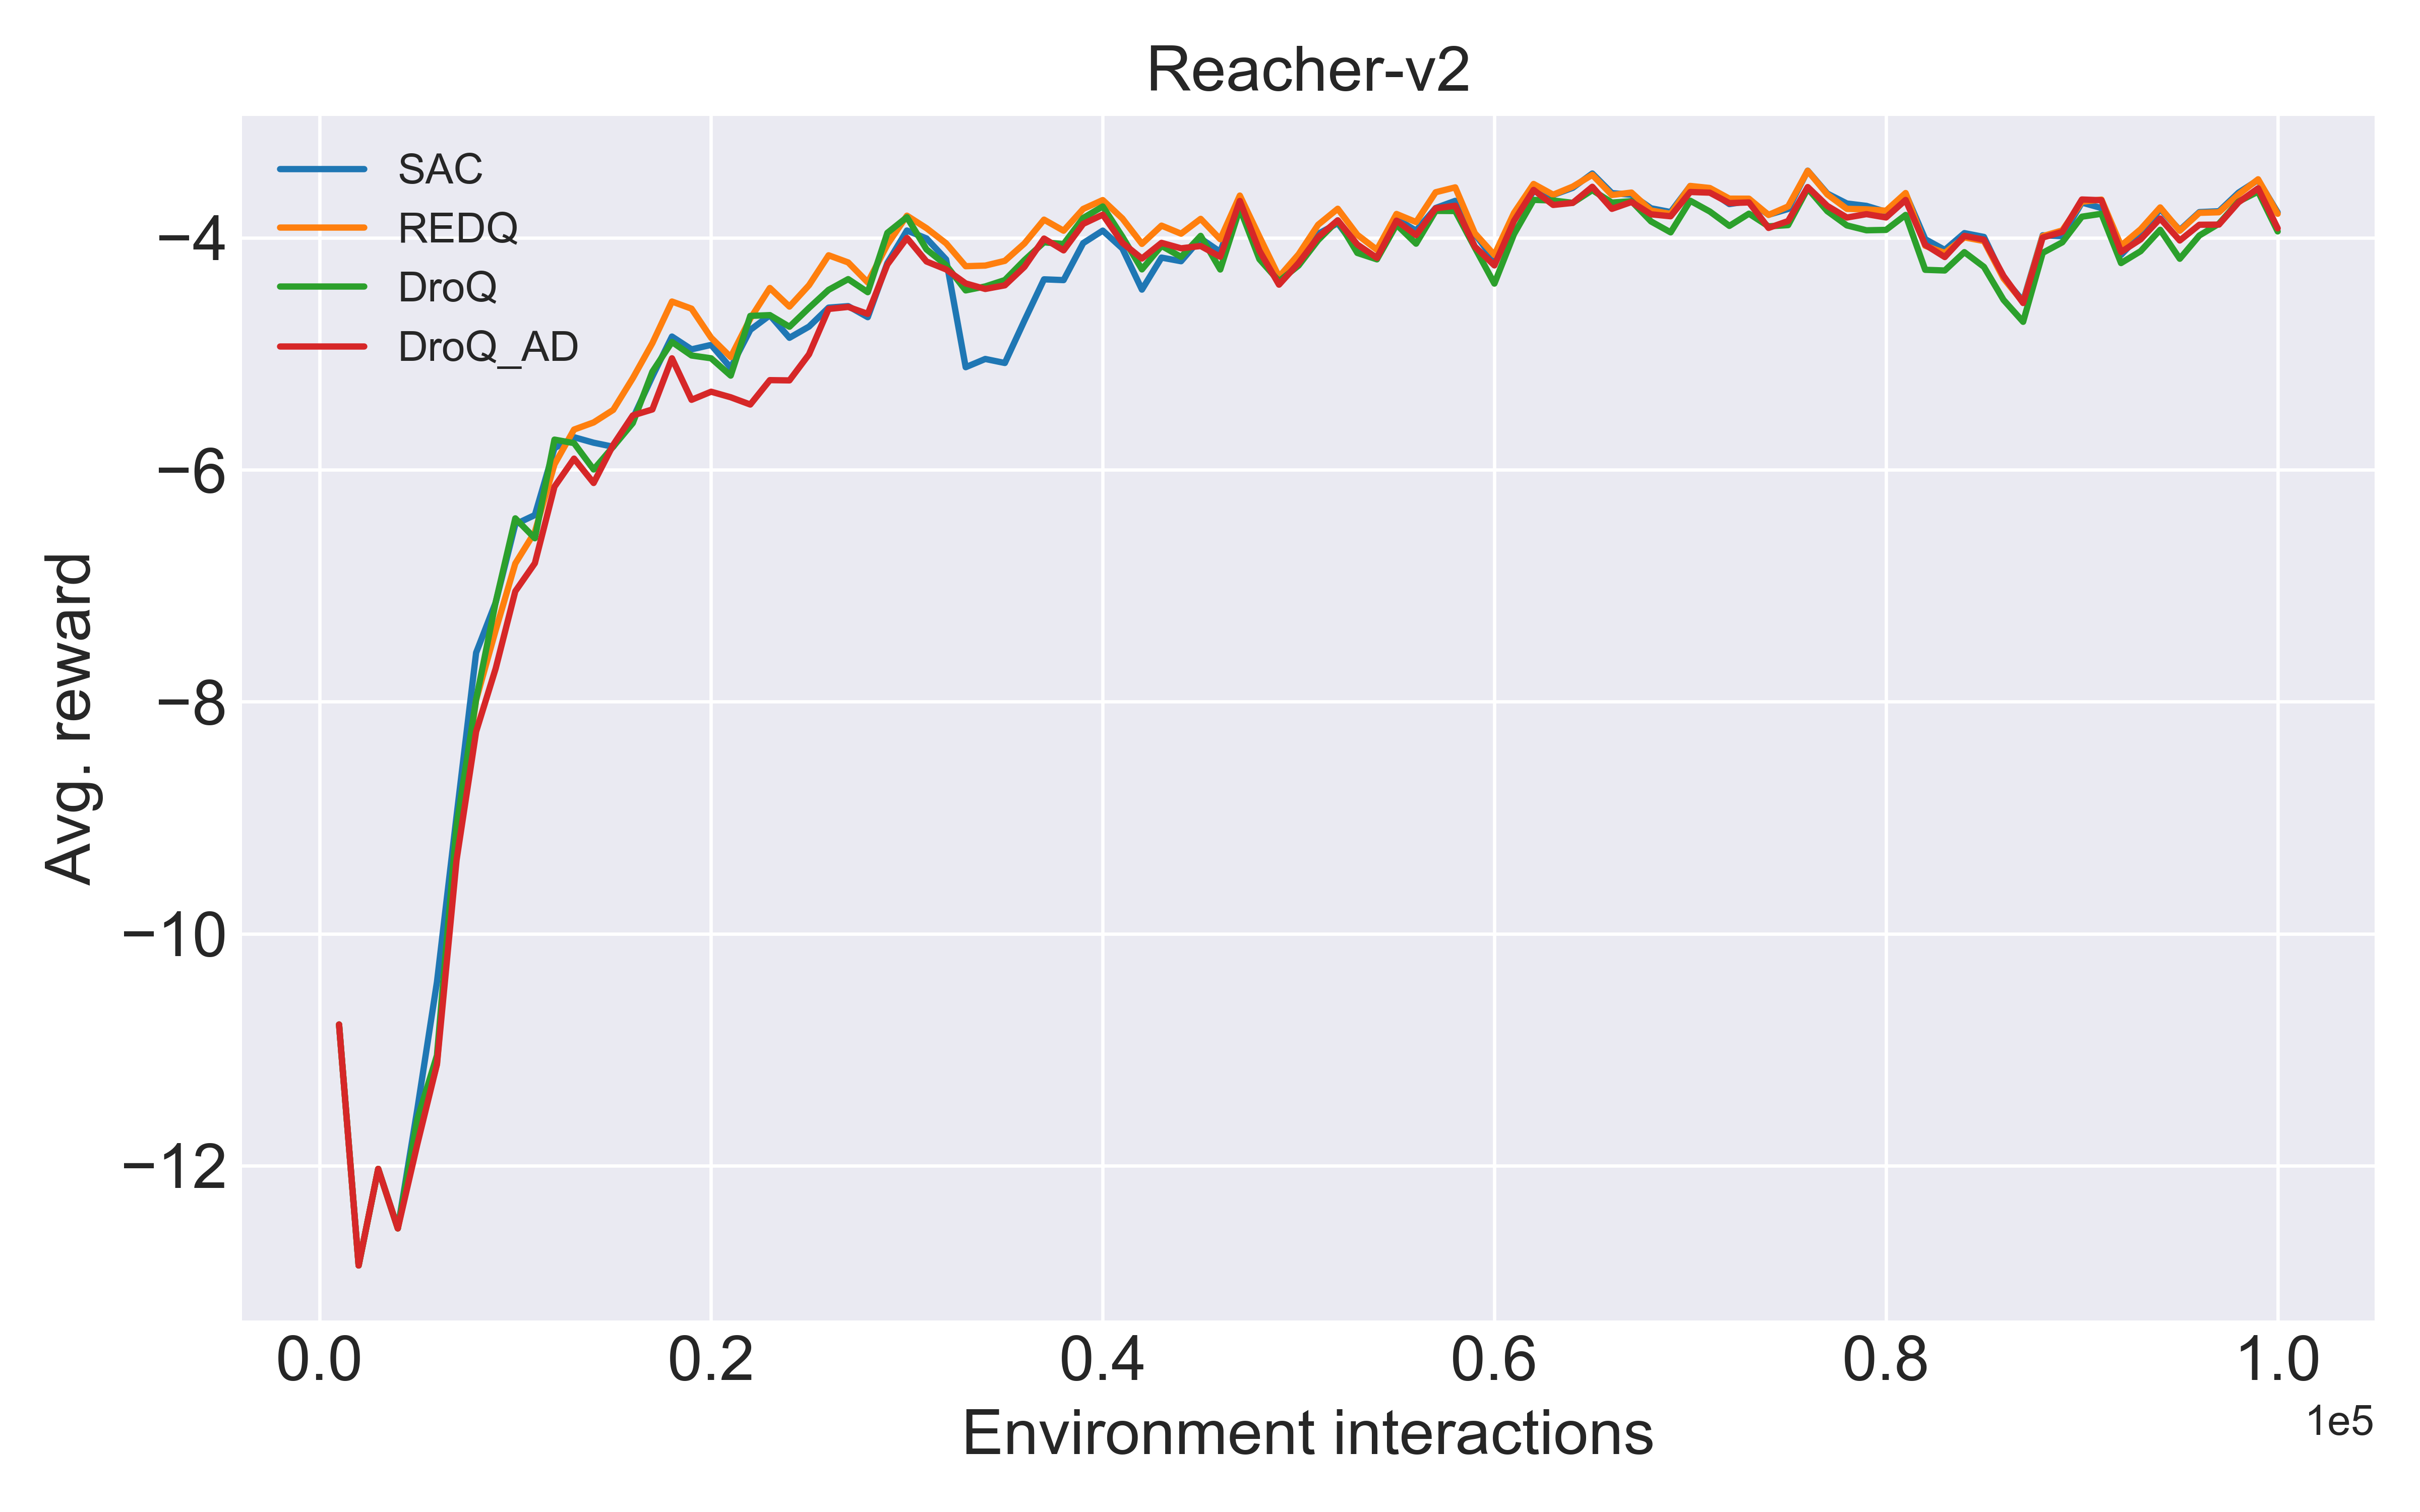 Reacher-v2
SAC
REDQ
DroQ
DroQ_AD
Avg. reward
−4
−6
−8
−10
−12
0.0
0.2
0.4
0.6
0.8
1.0
1e5
Environment interactions